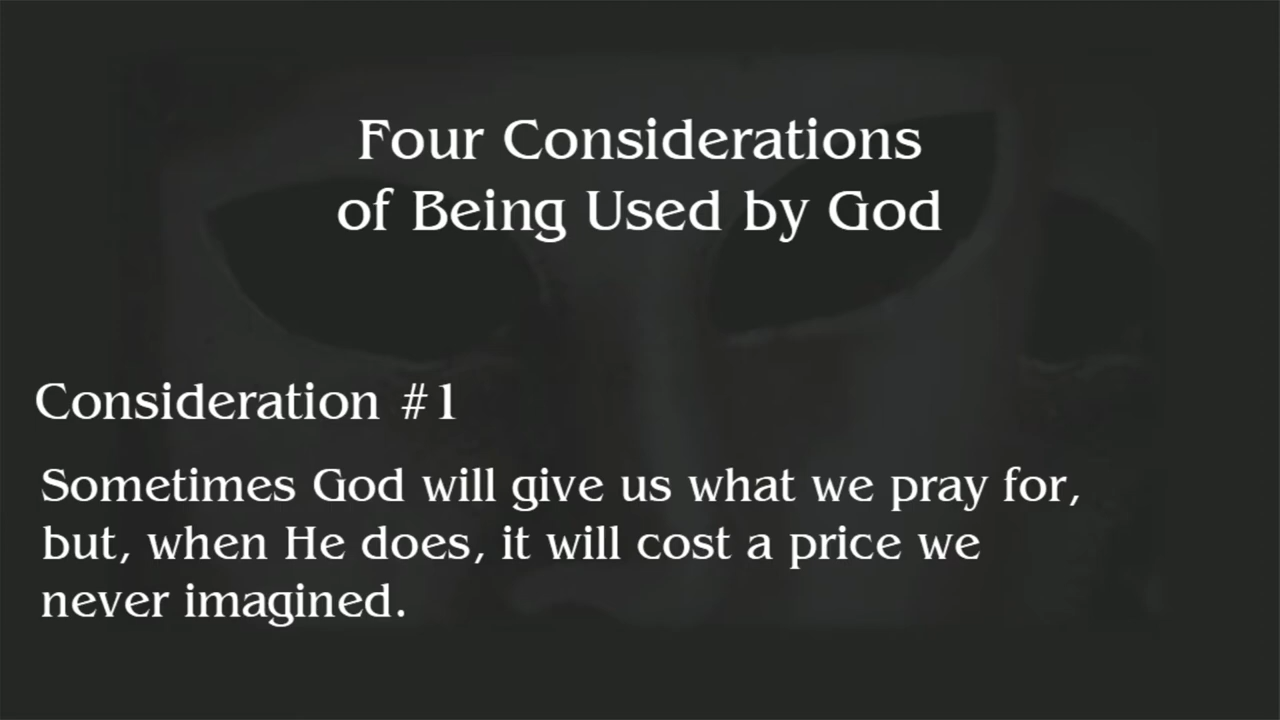 Four Considerations
of Being Used by God
Consideration #1
Sometimes God will give us what we pray for,
but, when He does, it will cost a price we
never imagined.